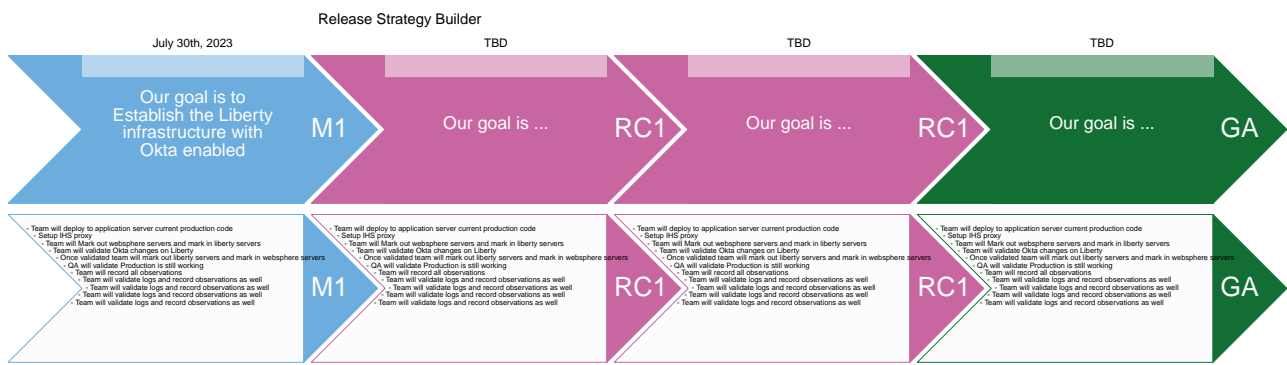 Release Strategy Builder
July 30th, 2023
TBD
TBD
TBD
Our goal is to
Establish the Liberty
infrastructure with
Okta enabled
M1
Our goal is ...
RC1
Our goal is ...
RC1
Our goal is ...
GA
- Team will deploy to application server current production code
- Setup IHS proxy
- Team will Mark out websphere servers and mark in liberty servers
- Team will validate Okta changes on Liberty
- Once validated team will mark out liberty servers and mark in websphere servers
- QA will validate Production is still working
- Team will record all observations
- Team will validate logs and record observations as well
- Team will validate logs and record observations as well
- Team will validate logs and record observations as well
- Team will validate logs and record observations as well
M1
- Team will deploy to application server current production code
- Setup IHS proxy
- Team will Mark out websphere servers and mark in liberty servers
- Team will validate Okta changes on Liberty
- Once validated team will mark out liberty servers and mark in websphere servers
- QA will validate Production is still working
- Team will record all observations
- Team will validate logs and record observations as well
- Team will validate logs and record observations as well
- Team will validate logs and record observations as well
- Team will validate logs and record observations as well
RC1
- Team will deploy to application server current production code
- Setup IHS proxy
- Team will Mark out websphere servers and mark in liberty servers
- Team will validate Okta changes on Liberty
- Once validated team will mark out liberty servers and mark in websphere servers
- QA will validate Production is still working
- Team will record all observations
- Team will validate logs and record observations as well
- Team will validate logs and record observations as well
- Team will validate logs and record observations as well
- Team will validate logs and record observations as well
RC1
- Team will deploy to application server current production code
- Setup IHS proxy
- Team will Mark out websphere servers and mark in liberty servers
- Team will validate Okta changes on Liberty
- Once validated team will mark out liberty servers and mark in websphere servers
- QA will validate Production is still working
- Team will record all observations
- Team will validate logs and record observations as well
- Team will validate logs and record observations as well
- Team will validate logs and record observations as well
- Team will validate logs and record observations as well
GA